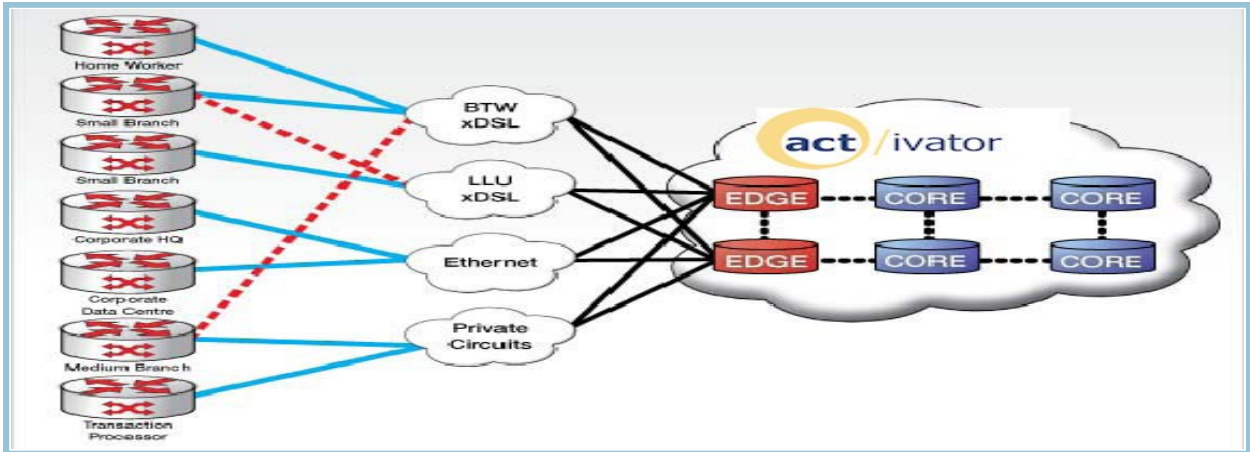 Home Worker
Small Branch
Small Branch
Corporate HQ
Corporate
Data Centre
Medium Branch
Transaction
Processor
BTW
xDSL
LLU
xDSL
Ethernet
Private
Circuits
act/ivator
EDGE CORE CORE
EDGE CORE CORE